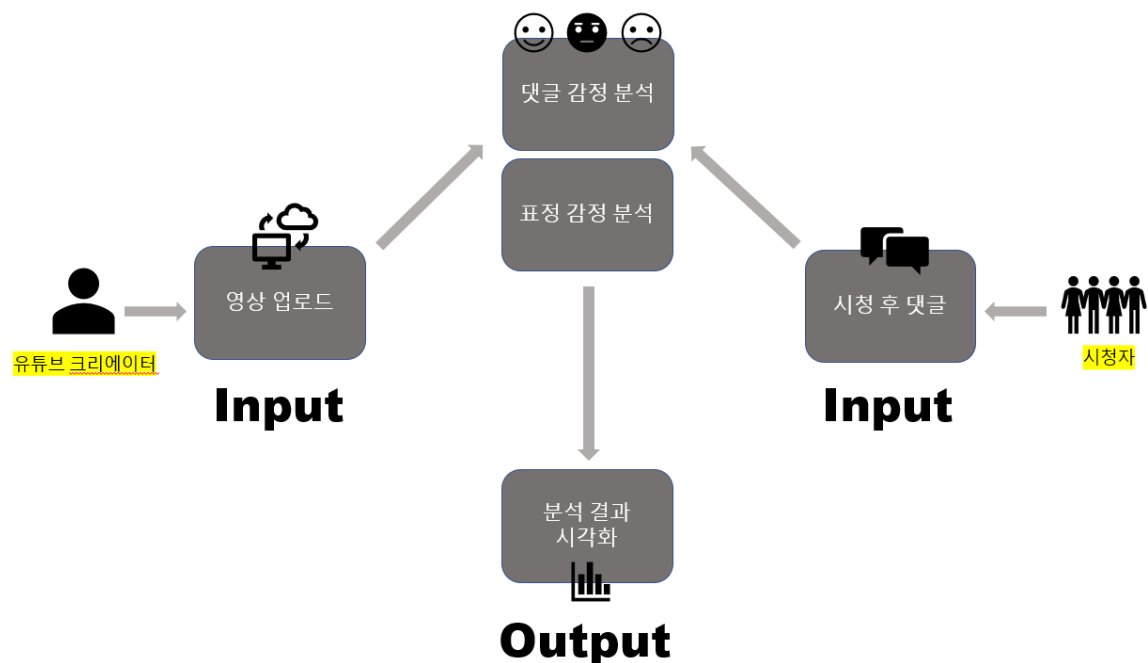 댓글 감정 분석
표정 감정 분석
영상 업로드
시청 후 댓글
유튜브 크리에이터
시청자
Input
Input
분석 결과
시각화
Output